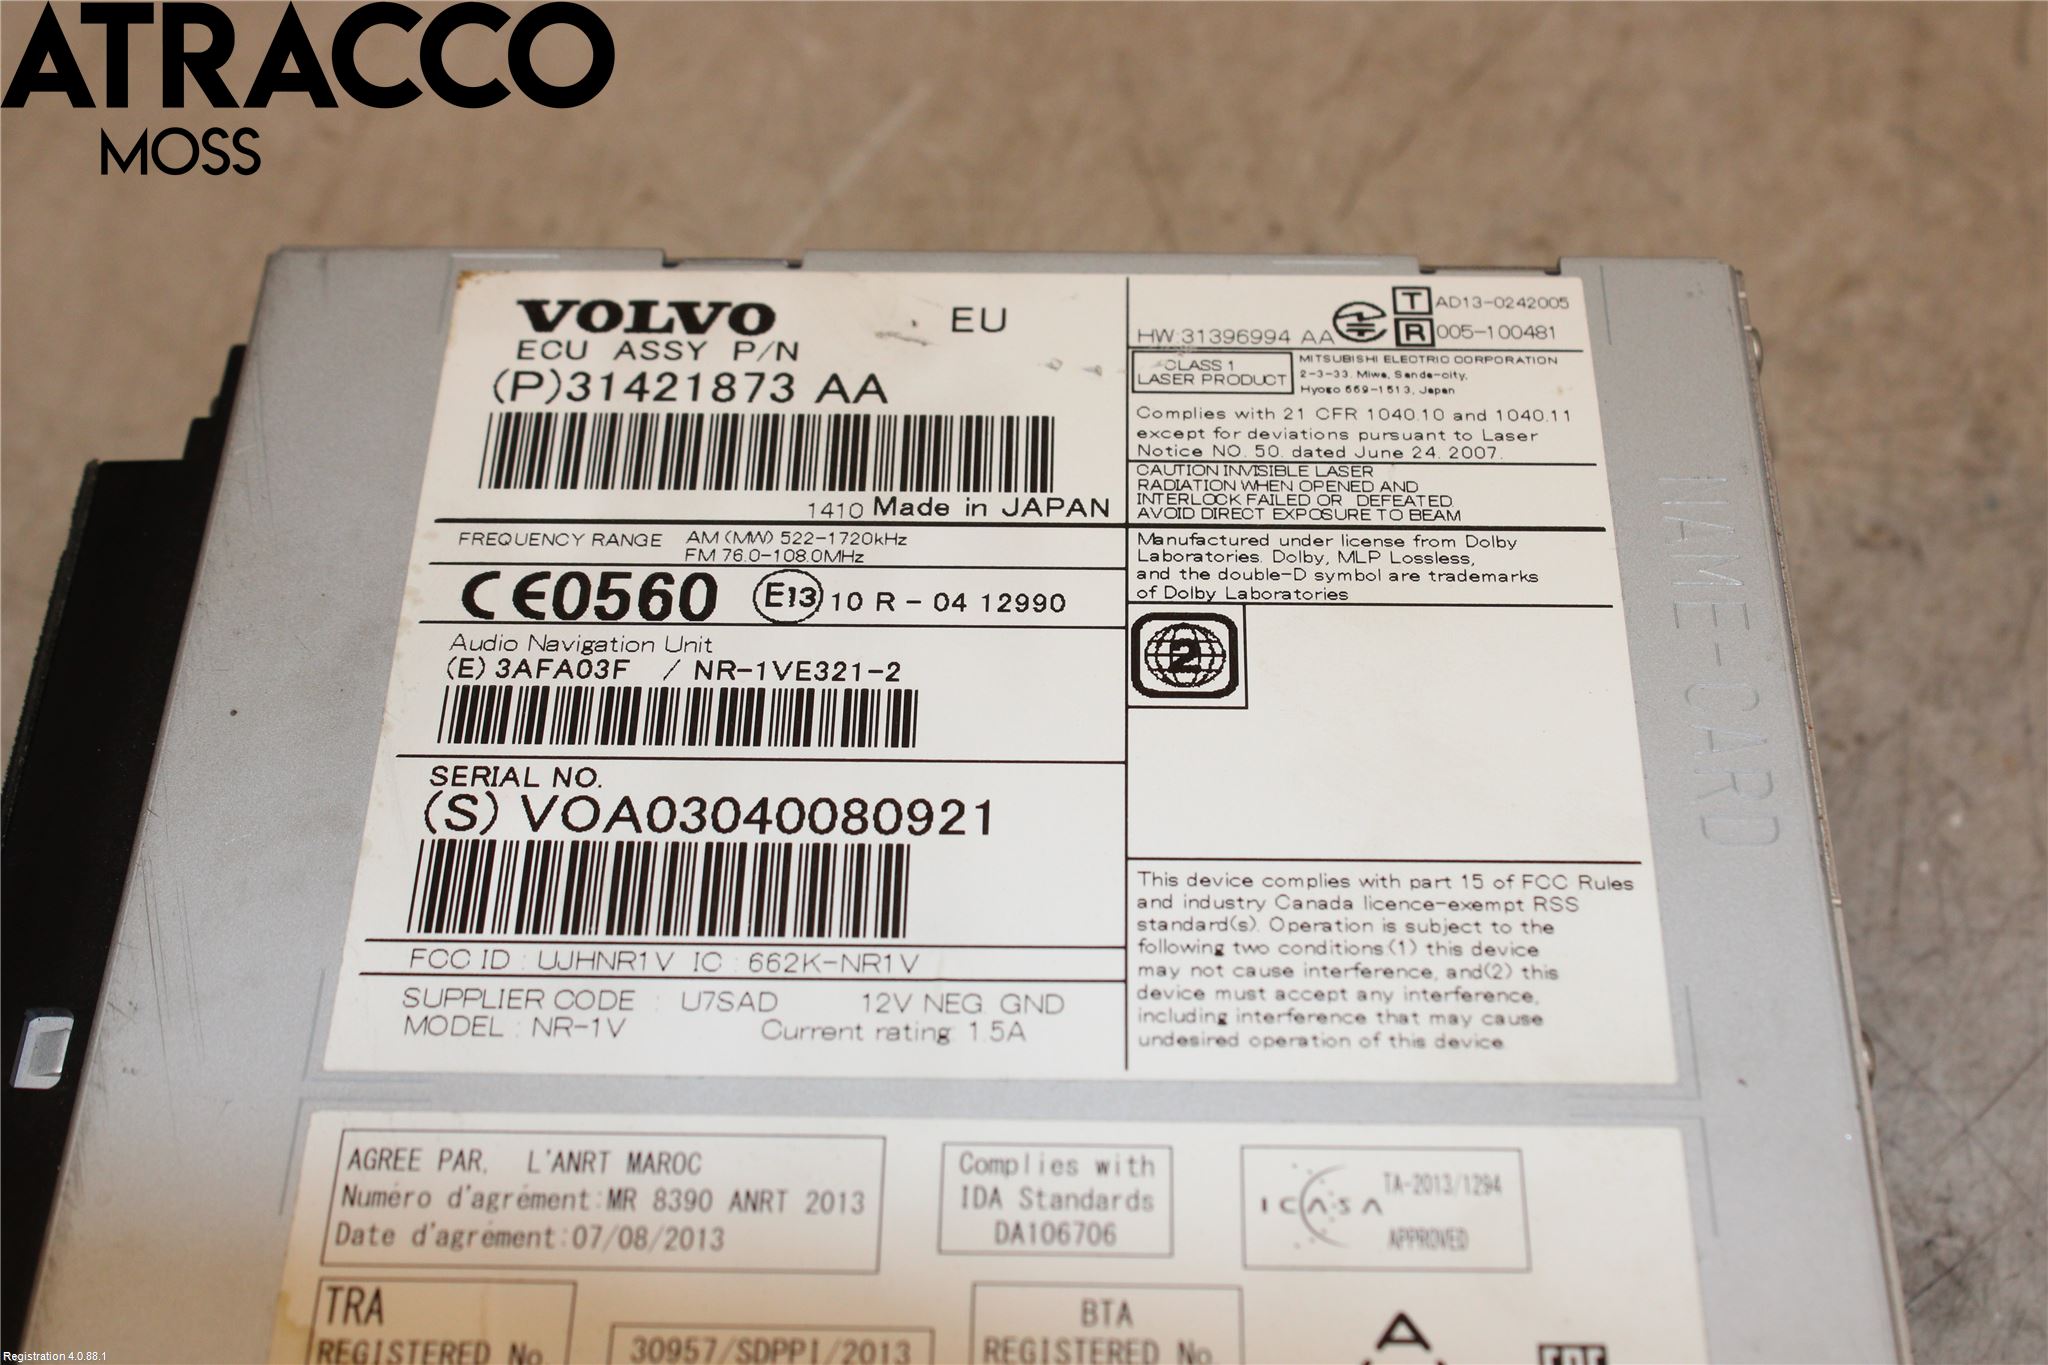 ATRACCO
MOSS
VOLVO EU
ECU ASSY P/N
(P)31421873 AA
1410 Made in JAPAN
FREQUENCY RANGE AM (MW) 522-1720kHz
FM 76.0-108.0MHz
CE0560 E13 10 R - 04 12990
Audio Navigation Unit
(E) 3AFA03F / NR-1VE321-2
SERIAL NO.
(S) VOA03040080921
FCC ID : UJHNR1V IC : 662K-NR1V
SUPPLIER CODE : U7SAD 12V NEG. GND
MODEL : NR-1V Current rating: 1.5A
HW:31396994 AA
T AD13-0242005
R 005-100481
CLASS 1
LASER PRODUCT
MITSUBISHI ELECTRIC CORPORATION
2-3-33, Miwa, Sanda-city,
Hyogo 669-1513, Japan
Complies with 21 CFR 1040.10 and 1040.11
except for deviations pursuant to Laser
Notice NO. 50, dated June 24, 2007.
CAUTION INVISIBLE LASER
RADIATION WHEN OPENED AND
INTERLOCK FAILED OR DEFEATED.
AVOID DIRECT EXPOSURE TO BEAM
Manufactured under license from Dolby
Laboratories. Dolby, MLP Lossless,
and the double-D symbol are trademarks
of Dolby Laboratories
2
This device complies with part 15 of FCC Rules
and industry Canada licence-exempt RSS
standard(s). Operation is subject to the
following two conditions:(1) this device
may not cause interference, and(2) this
device must accept any interference,
including interference that may cause
undesired operation of this device.
AGREE PAR. L'ANRT MAROC
Numéro d'agrément:MR 8390 ANRT 2013
Date d'agrément:07/08/2013
Complies with
IDA Standards
DA106706
ICASA TA-2013/1294
APPROVED
TRA
REGISTERED No.
30957/SDPPI/2013
BTA
REGISTERED No.
Registration 4.0.88.1